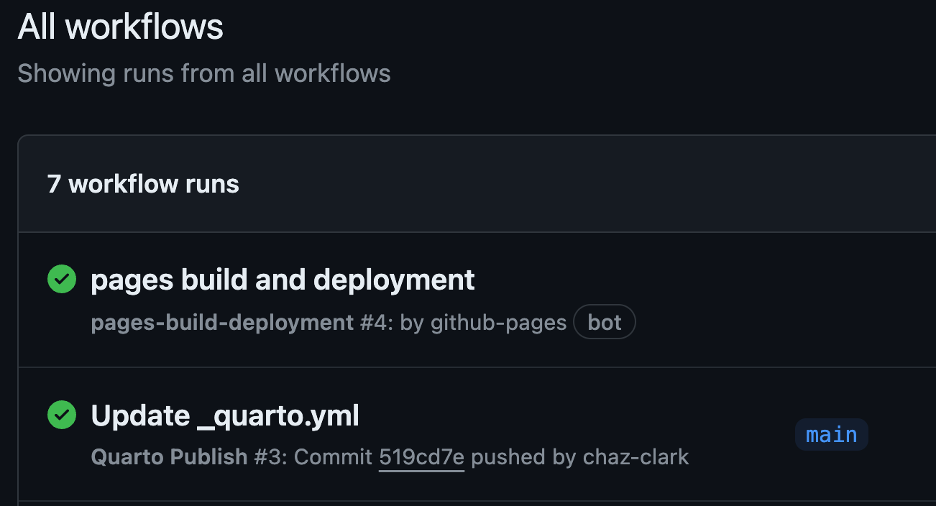 All workflows
Showing runs from all workflows
7 workflow runs
pages build and deployment
pages-build-deployment #4: by github-pages bot
Update _quarto.yml
main
Quarto Publish #3: Commit 519cd7e pushed by chaz-clark